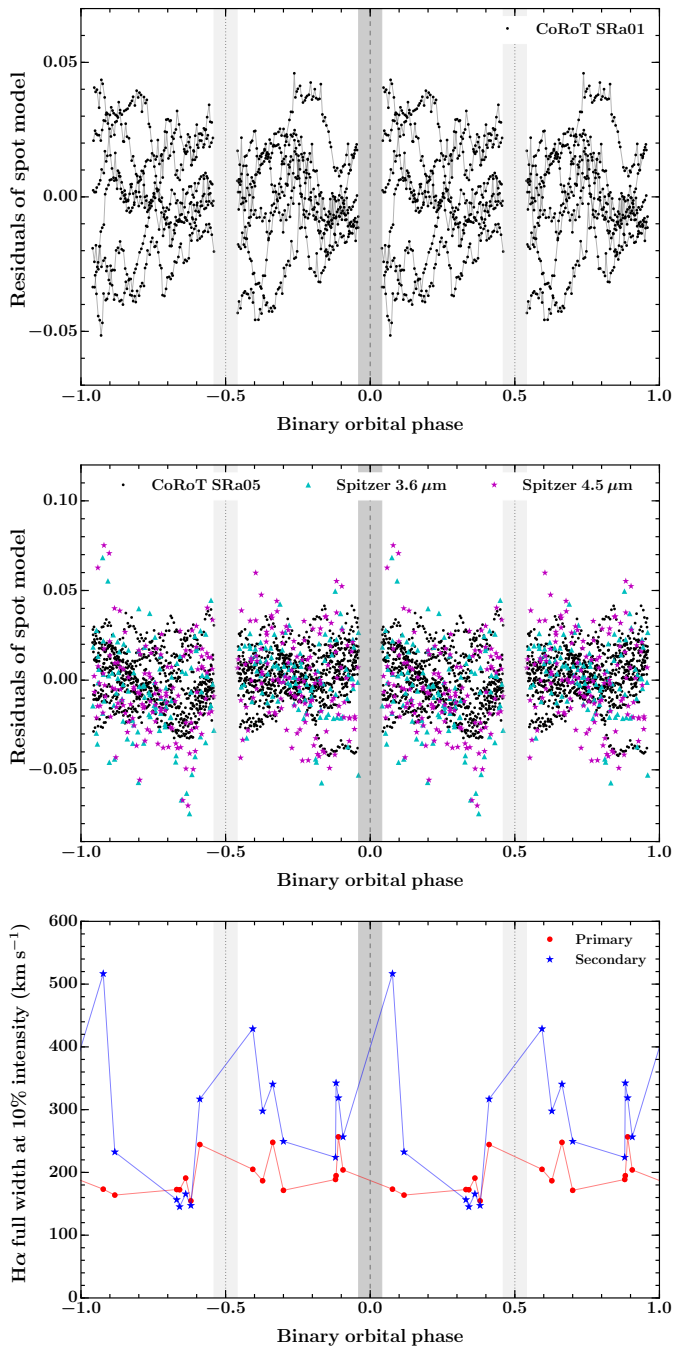 CoRoT SRa01
0.05
0.00
−0.05
Residuals of spot model
−1.0 −0.5 0.0 0.5 1.0
Binary orbital phase
CoRoT SRa05 Spitzer 3.6 μm Spitzer 4.5 μm
0.10
0.05
0.00
−0.05
Residuals of spot model
−1.0 −0.5 0.0 0.5 1.0
Binary orbital phase
Primary
Secondary
600
500
400
300
200
100
0
Hα full width at 10% intensity (km s⁻¹)
−1.0 −0.5 0.0 0.5 1.0
Binary orbital phase